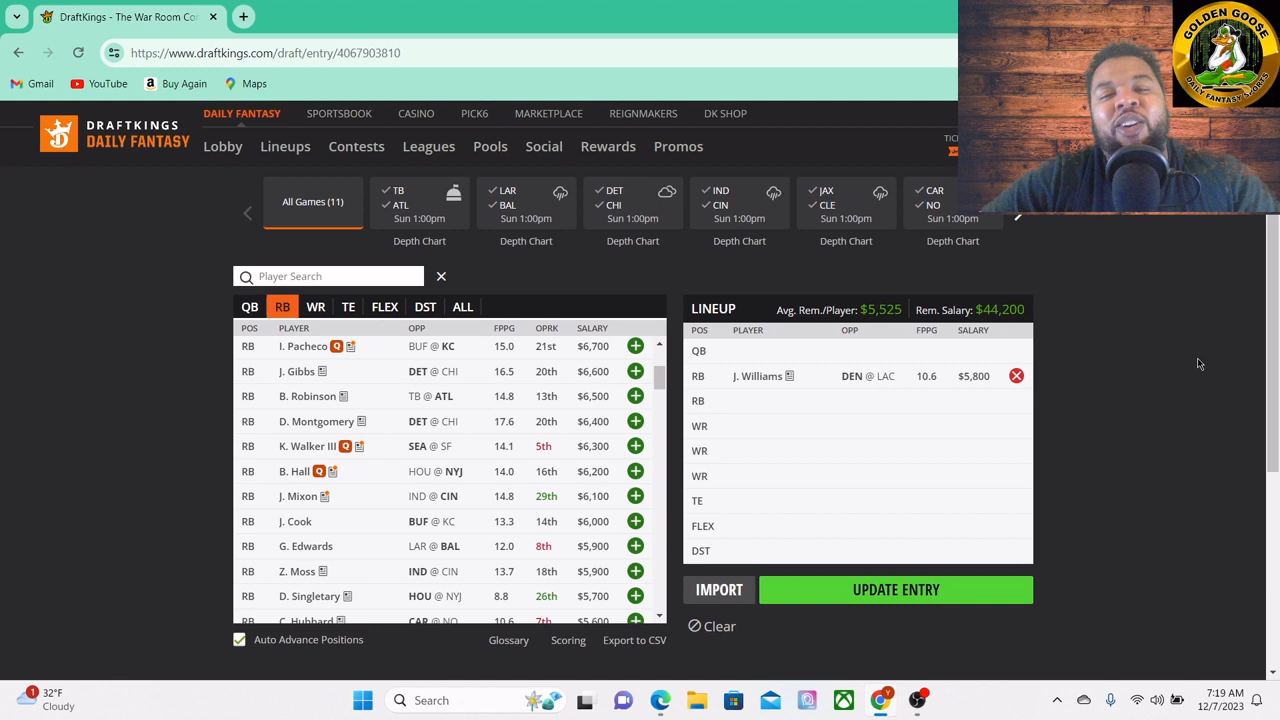 DraftKings - The War Room Cor
https://www.draftkings.com/draft/entry/4067903810
Gmail YouTube Buy Again Maps
GOLDEN GOO$E
DAILY FANTASY SPORTS
DRAFTKINGS
DAILY FANTASY
DAILY FANTASY SPORTSBOOK CASINO PICK6 MARKETPLACE REIGNMAKERS DK SHOP
Lobby Lineups Contests Leagues Pools Social Rewards Promos
TIC
All Games (11)
TB
ATL
Sun 1:00pm
Depth Chart
LAR
BAL
Sun 1:00pm
Depth Chart
DET
CHI
Sun 1:00pm
Depth Chart
IND
CIN
Sun 1:00pm
Depth Chart
JAX
CLE
Sun 1:00pm
Depth Chart
CAR
NO
Sun 1:00pm
Depth Chart
Player Search
QB RB WR TE FLEX DST ALL
POS PLAYER OPP FPPG OPRK SALARY
RB I. Pacheco Q BUF @ KC 15.0 21st $6,700
RB J. Gibbs DET @ CHI 16.5 20th $6,600
RB B. Robinson TB @ ATL 14.8 13th $6,500
RB D. Montgomery DET @ CHI 17.6 20th $6,400
RB K. Walker III Q SEA @ SF 14.1 5th $6,300
RB B. Hall Q HOU @ NYJ 14.0 16th $6,200
RB J. Mixon IND @ CIN 14.8 29th $6,100
RB J. Cook BUF @ KC 13.3 14th $6,000
RB G. Edwards LAR @ BAL 12.0 8th $5,900
RB Z. Moss IND @ CIN 13.7 18th $5,900
RB D. Singletary HOU @ NYJ 8.8 26th $5,700
RB C. Hubbard CAR @ NO 10.6 7th $5,600
Auto Advance Positions Glossary Scoring Export to CSV
LINEUP Avg. Rem./Player: $5,525 Rem. Salary: $44,200
POS PLAYER OPP FPPG SALARY
QB
RB J. Williams DEN @ LAC 10.6 $5,800
RB
WR
WR
WR
TE
FLEX
DST
IMPORT UPDATE ENTRY
Clear
1
32°F
Cloudy
Search
Y
7:19 AM
12/7/2023